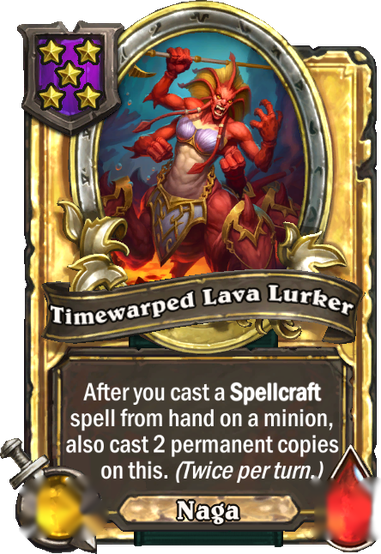 Timewarped Lava Lurker
After you cast a Spellcraft
spell from hand on a minion,
also cast 2 permanent copies
on this. (Twice per turn.)
Naga